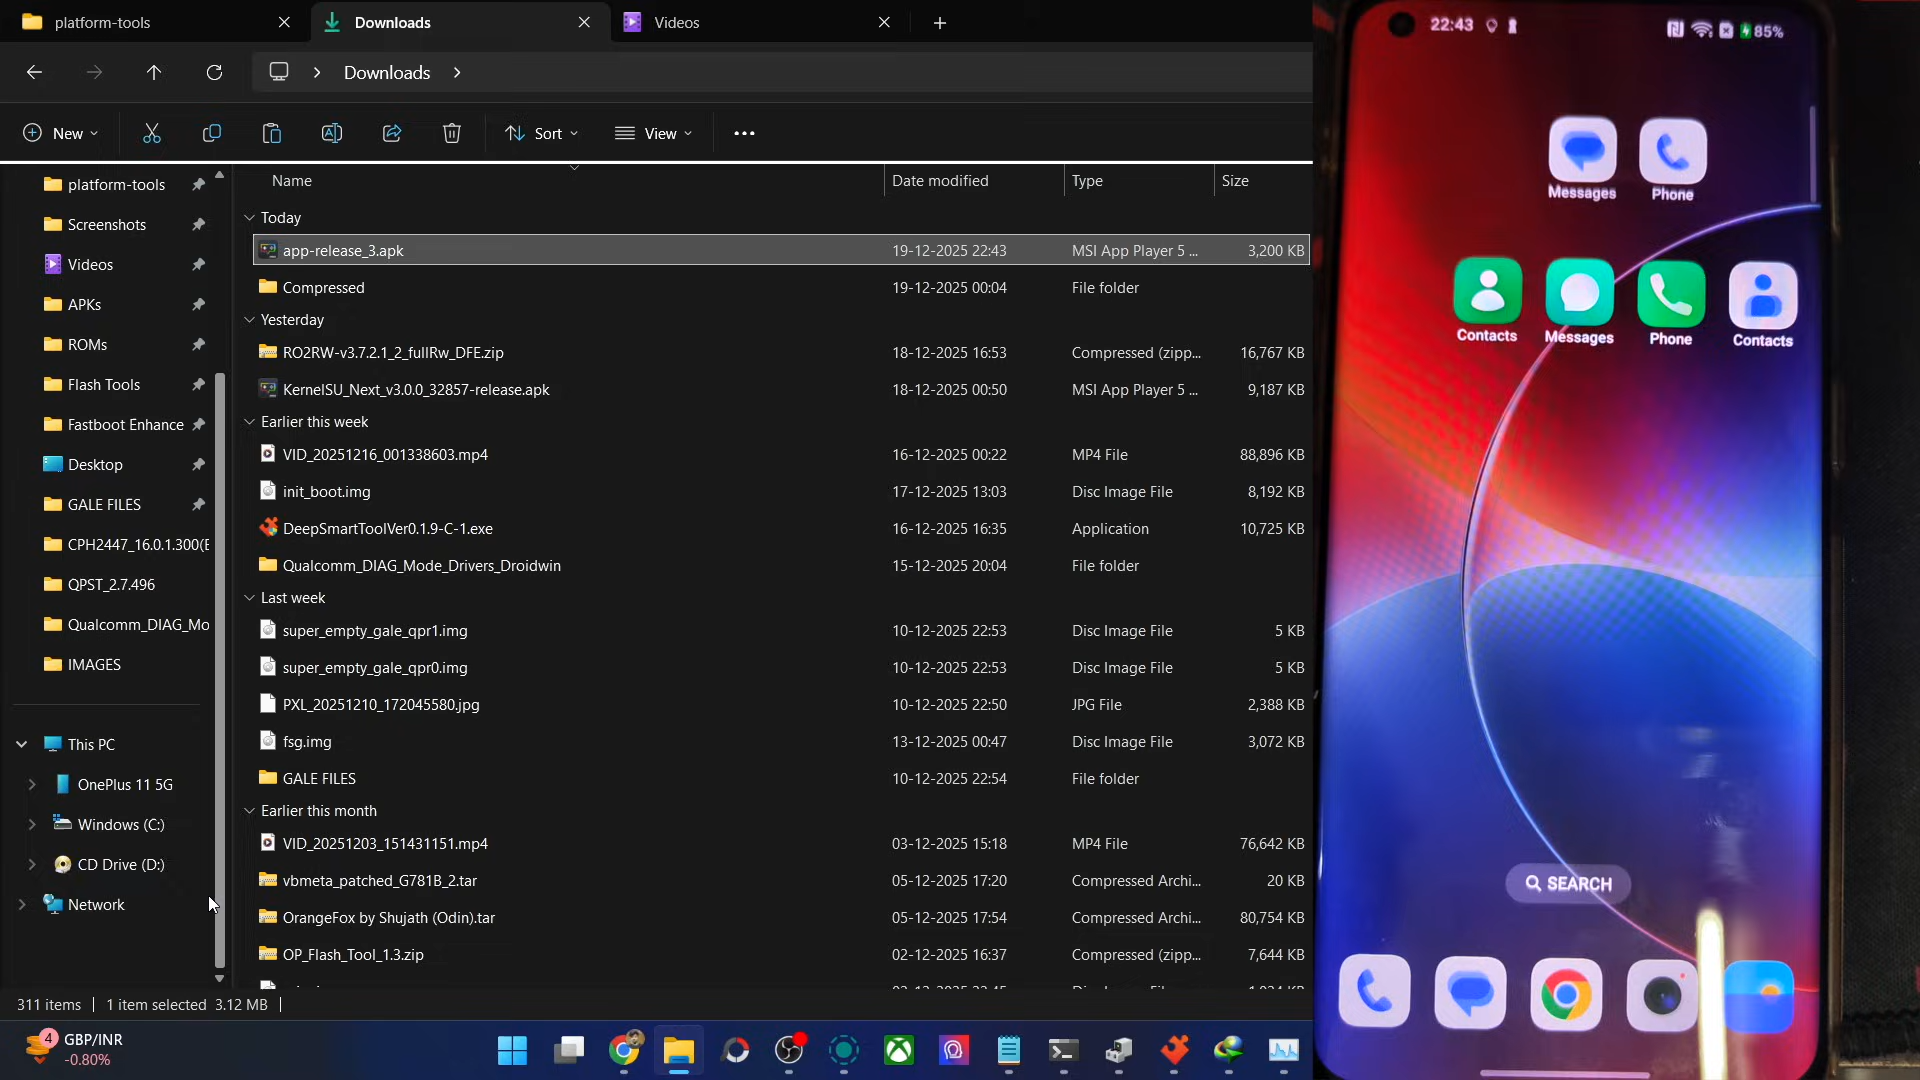 platform-tools
Downloads
Videos
Downloads
New
Sort
View
platform-tools
Screenshots
Videos
APKs
ROMs
Flash Tools
Fastboot Enhance
Desktop
GALE FILES
CPH2447_16.0.1.300(E
QPST_2.7.496
Qualcomm_DIAG_Mo
IMAGES
This PC
OnePlus 11 5G
Windows (C:)
CD Drive (D:)
Network
Name Date modified Type Size
Today
app-release_3.apk 19-12-2025 22:43 MSI App Player 5 ... 3,200 KB
Compressed 19-12-2025 00:04 File folder
Yesterday
RO2RW-v3.7.2.1_2_fullRw_DFE.zip 18-12-2025 16:53 Compressed (zipp... 16,767 KB
KernelSU_Next_v3.0.0_32857-release.apk 18-12-2025 00:50 MSI App Player 5 ... 9,187 KB
Earlier this week
VID_20251216_001338603.mp4 16-12-2025 00:22 MP4 File 88,896 KB
init_boot.img 17-12-2025 13:03 Disc Image File 8,192 KB
DeepSmartToolVer0.1.9-C-1.exe 16-12-2025 16:35 Application 10,725 KB
Qualcomm_DIAG_Mode_Drivers_Droidwin 15-12-2025 20:04 File folder
Last week
super_empty_gale_qpr1.img 10-12-2025 22:53 Disc Image File 5 KB
super_empty_gale_qpr0.img 10-12-2025 22:53 Disc Image File 5 KB
PXL_20251210_172045580.jpg 10-12-2025 22:50 JPG File 2,388 KB
fsg.img 13-12-2025 00:47 Disc Image File 3,072 KB
GALE FILES 10-12-2025 22:54 File folder
Earlier this month
VID_20251203_151431151.mp4 03-12-2025 15:18 MP4 File 76,642 KB
vbmeta_patched_G781B_2.tar 05-12-2025 17:20 Compressed Archi... 20 KB
OrangeFox by Shujath (Odin).tar 05-12-2025 17:54 Compressed Archi... 80,754 KB
OP_Flash_Tool_1.3.zip 02-12-2025 16:37 Compressed (zipp... 7,644 KB
311 items 1 item selected 3.12 MB
4 GBP/INR
-0.80%
22:43 85%
Messages Phone
Contacts Messages Phone Contacts
SEARCH